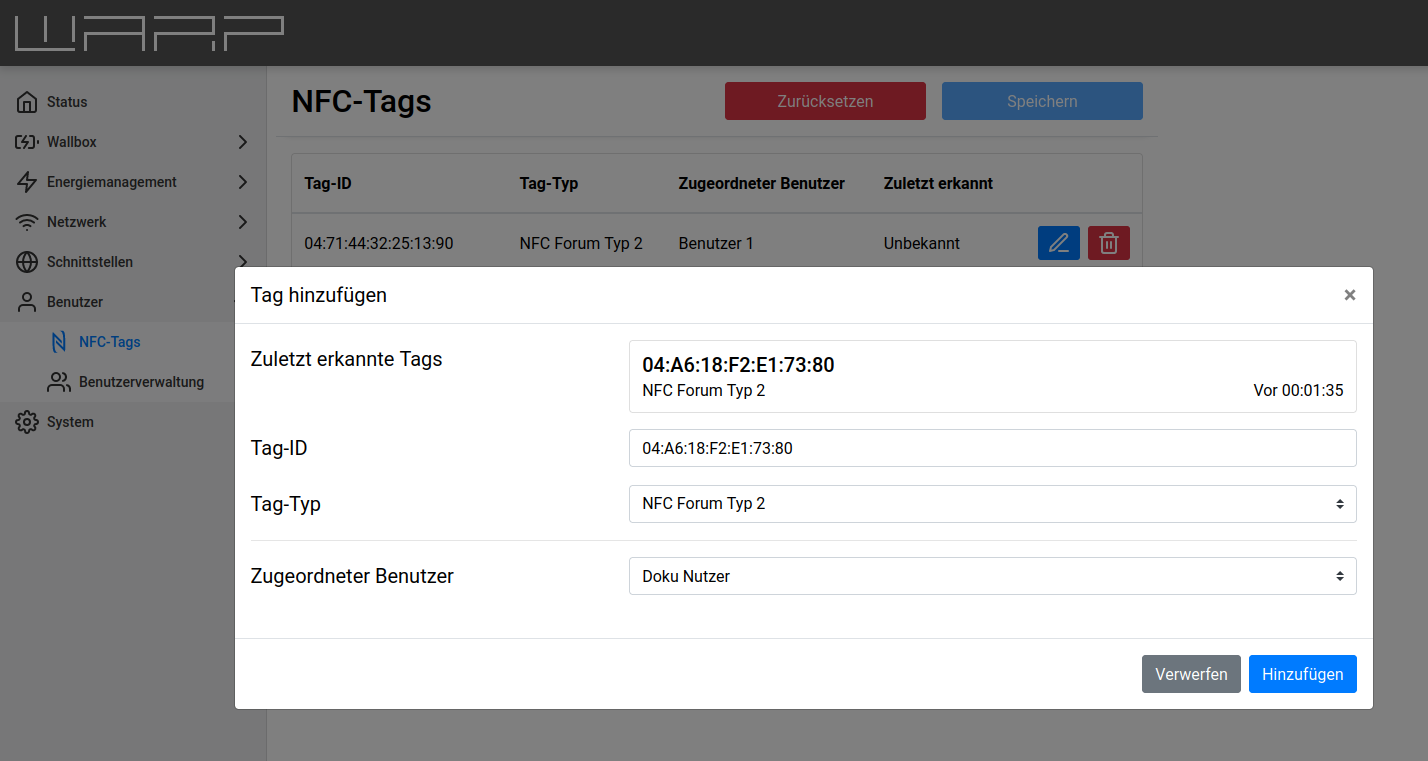 WARP
Status
Wallbox
Energiemanagement
Netzwerk
Schnittstellen
Benutzer
NFC-Tags
Benutzerverwaltung
System
NFC-Tags
Zurücksetzen
Speichern
Tag-ID Tag-Typ Zugeordneter Benutzer Zuletzt erkannt
04:71:44:32:25:13:90 NFC Forum Typ 2 Benutzer 1 Unbekannt
Tag hinzufügen ×
Zuletzt erkannte Tags
04:A6:18:F2:E1:73:80
NFC Forum Typ 2 Vor 00:01:35
Tag-ID 04:A6:18:F2:E1:73:80
Tag-Typ NFC Forum Typ 2
Zugeordneter Benutzer Doku Nutzer
Verwerfen Hinzufügen